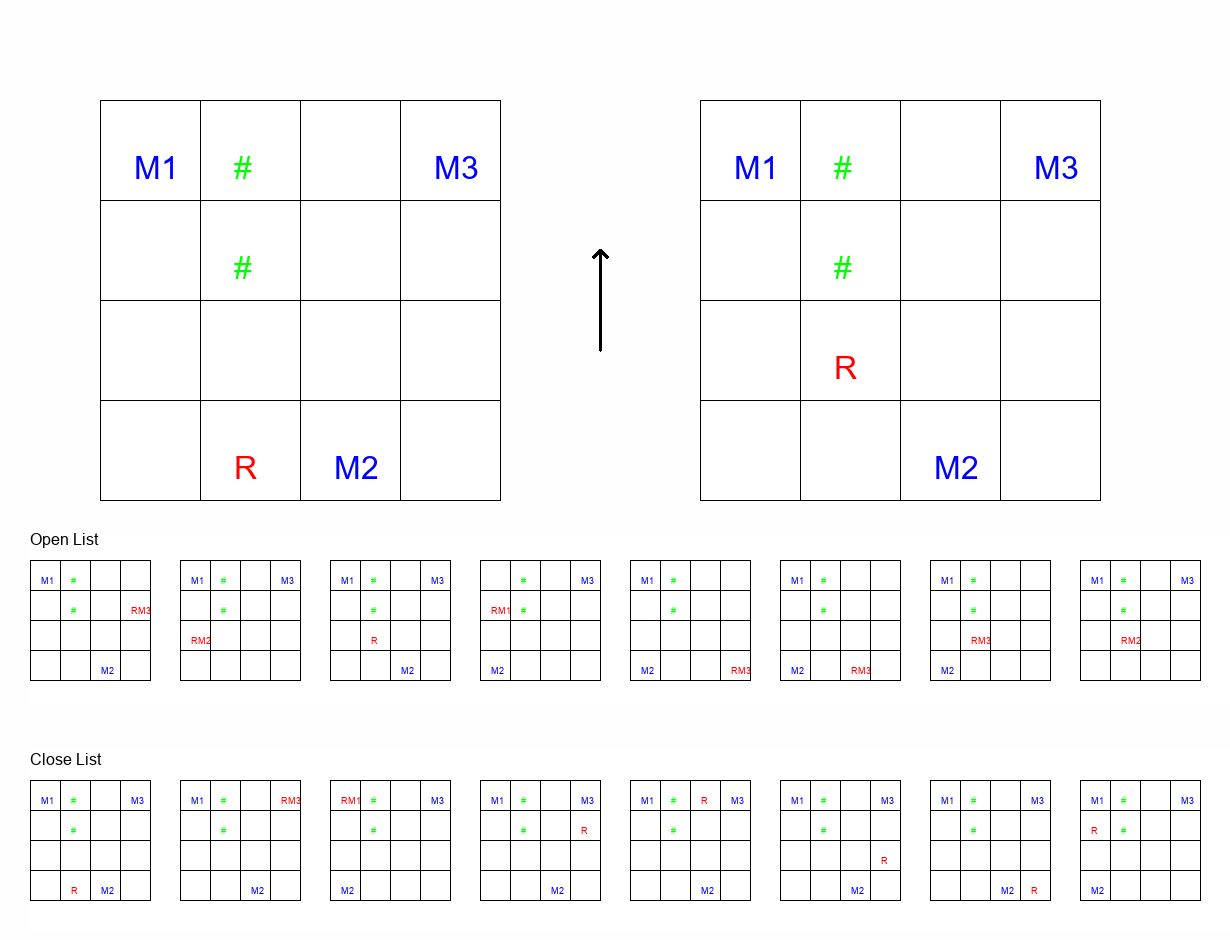 M1 # M3 M1 # M3
# #
R
R M2 M2
Open List
M1 # M1 # M3 M1 # M3 # M3 M1 # M1 # M1 # M1 # M3
# RM3 # # RM1 # # # # #
RM2 R RM3 RM2
M2 M2 M2 M2 RM3 M2 RM3 M2
Close List
M1 # M3 M1 # RM3 RM1 # M3 M1 # M3 M1 # R M3 M1 # M3 M1 # M3 M1 # M3
# # # # R # # # R #
R
R M2 M2 M2 M2 M2 M2 M2 R M2